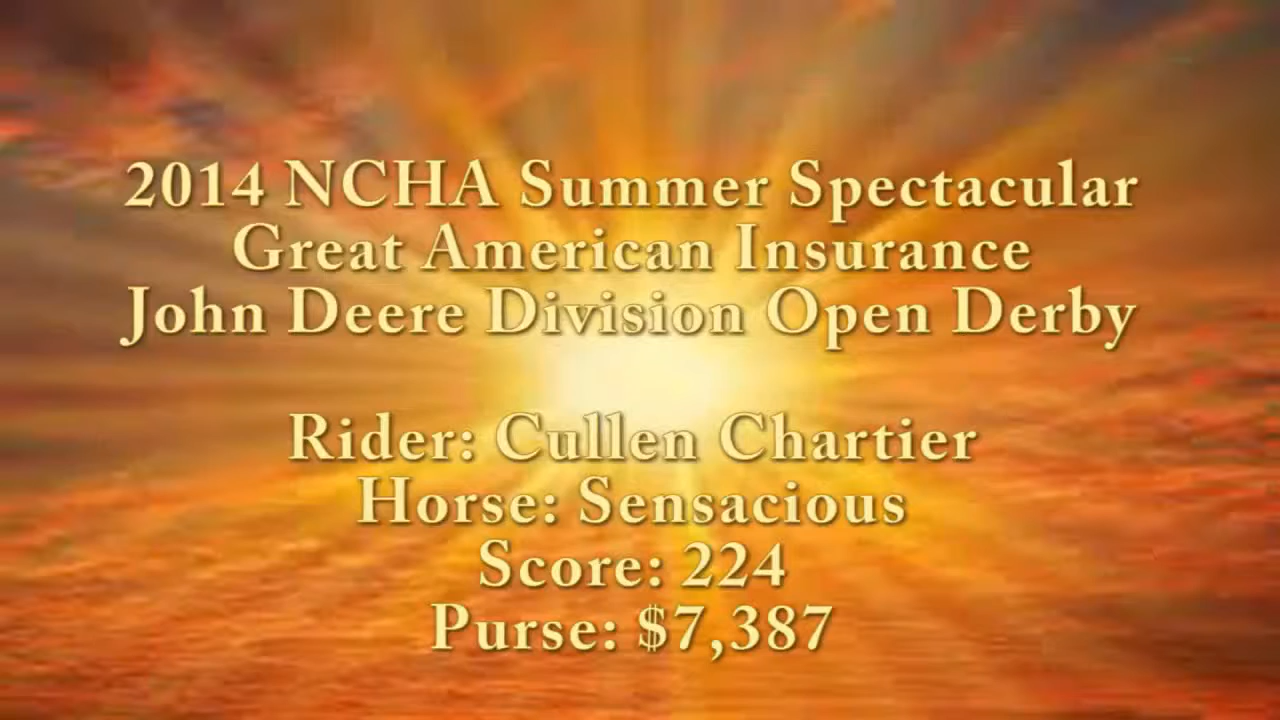 2014 NCHA Summer Spectacular
Great American Insurance
John Deere Division Open Derby
Rider: Cullen Chartier
Horse: Sensacious
Score: 224
Purse: $7,387